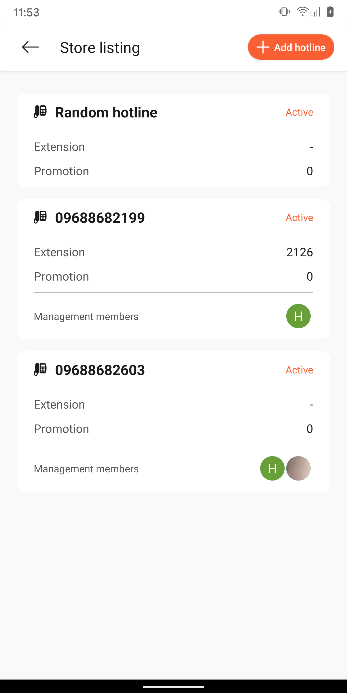 11:53
Store listing
Add hotline
Random hotline
Active
Extension
-
Promotion
0
09688682199
Active
Extension
2126
Promotion
0
Management members
H
09688682603
Active
Extension
-
Promotion
0
Management members
H